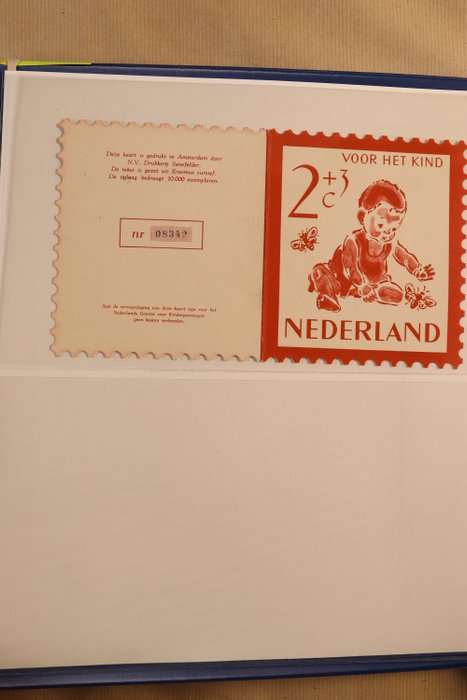 Deze kaart is gedrukt te Amsterdam door
N.V. Drukkerij Senefelder.
De tekst is gezet uit Erasmus cursief.
De oplaag bedraagt 10.000 exemplaren.
nr 08342
Aan de vervaardiging van deze kaart zijn voor het
Nederlands Comité voor Kinderpostzegels
geen kosten verbonden.
VOOR HET KIND
2+3
c
NEDERLAND